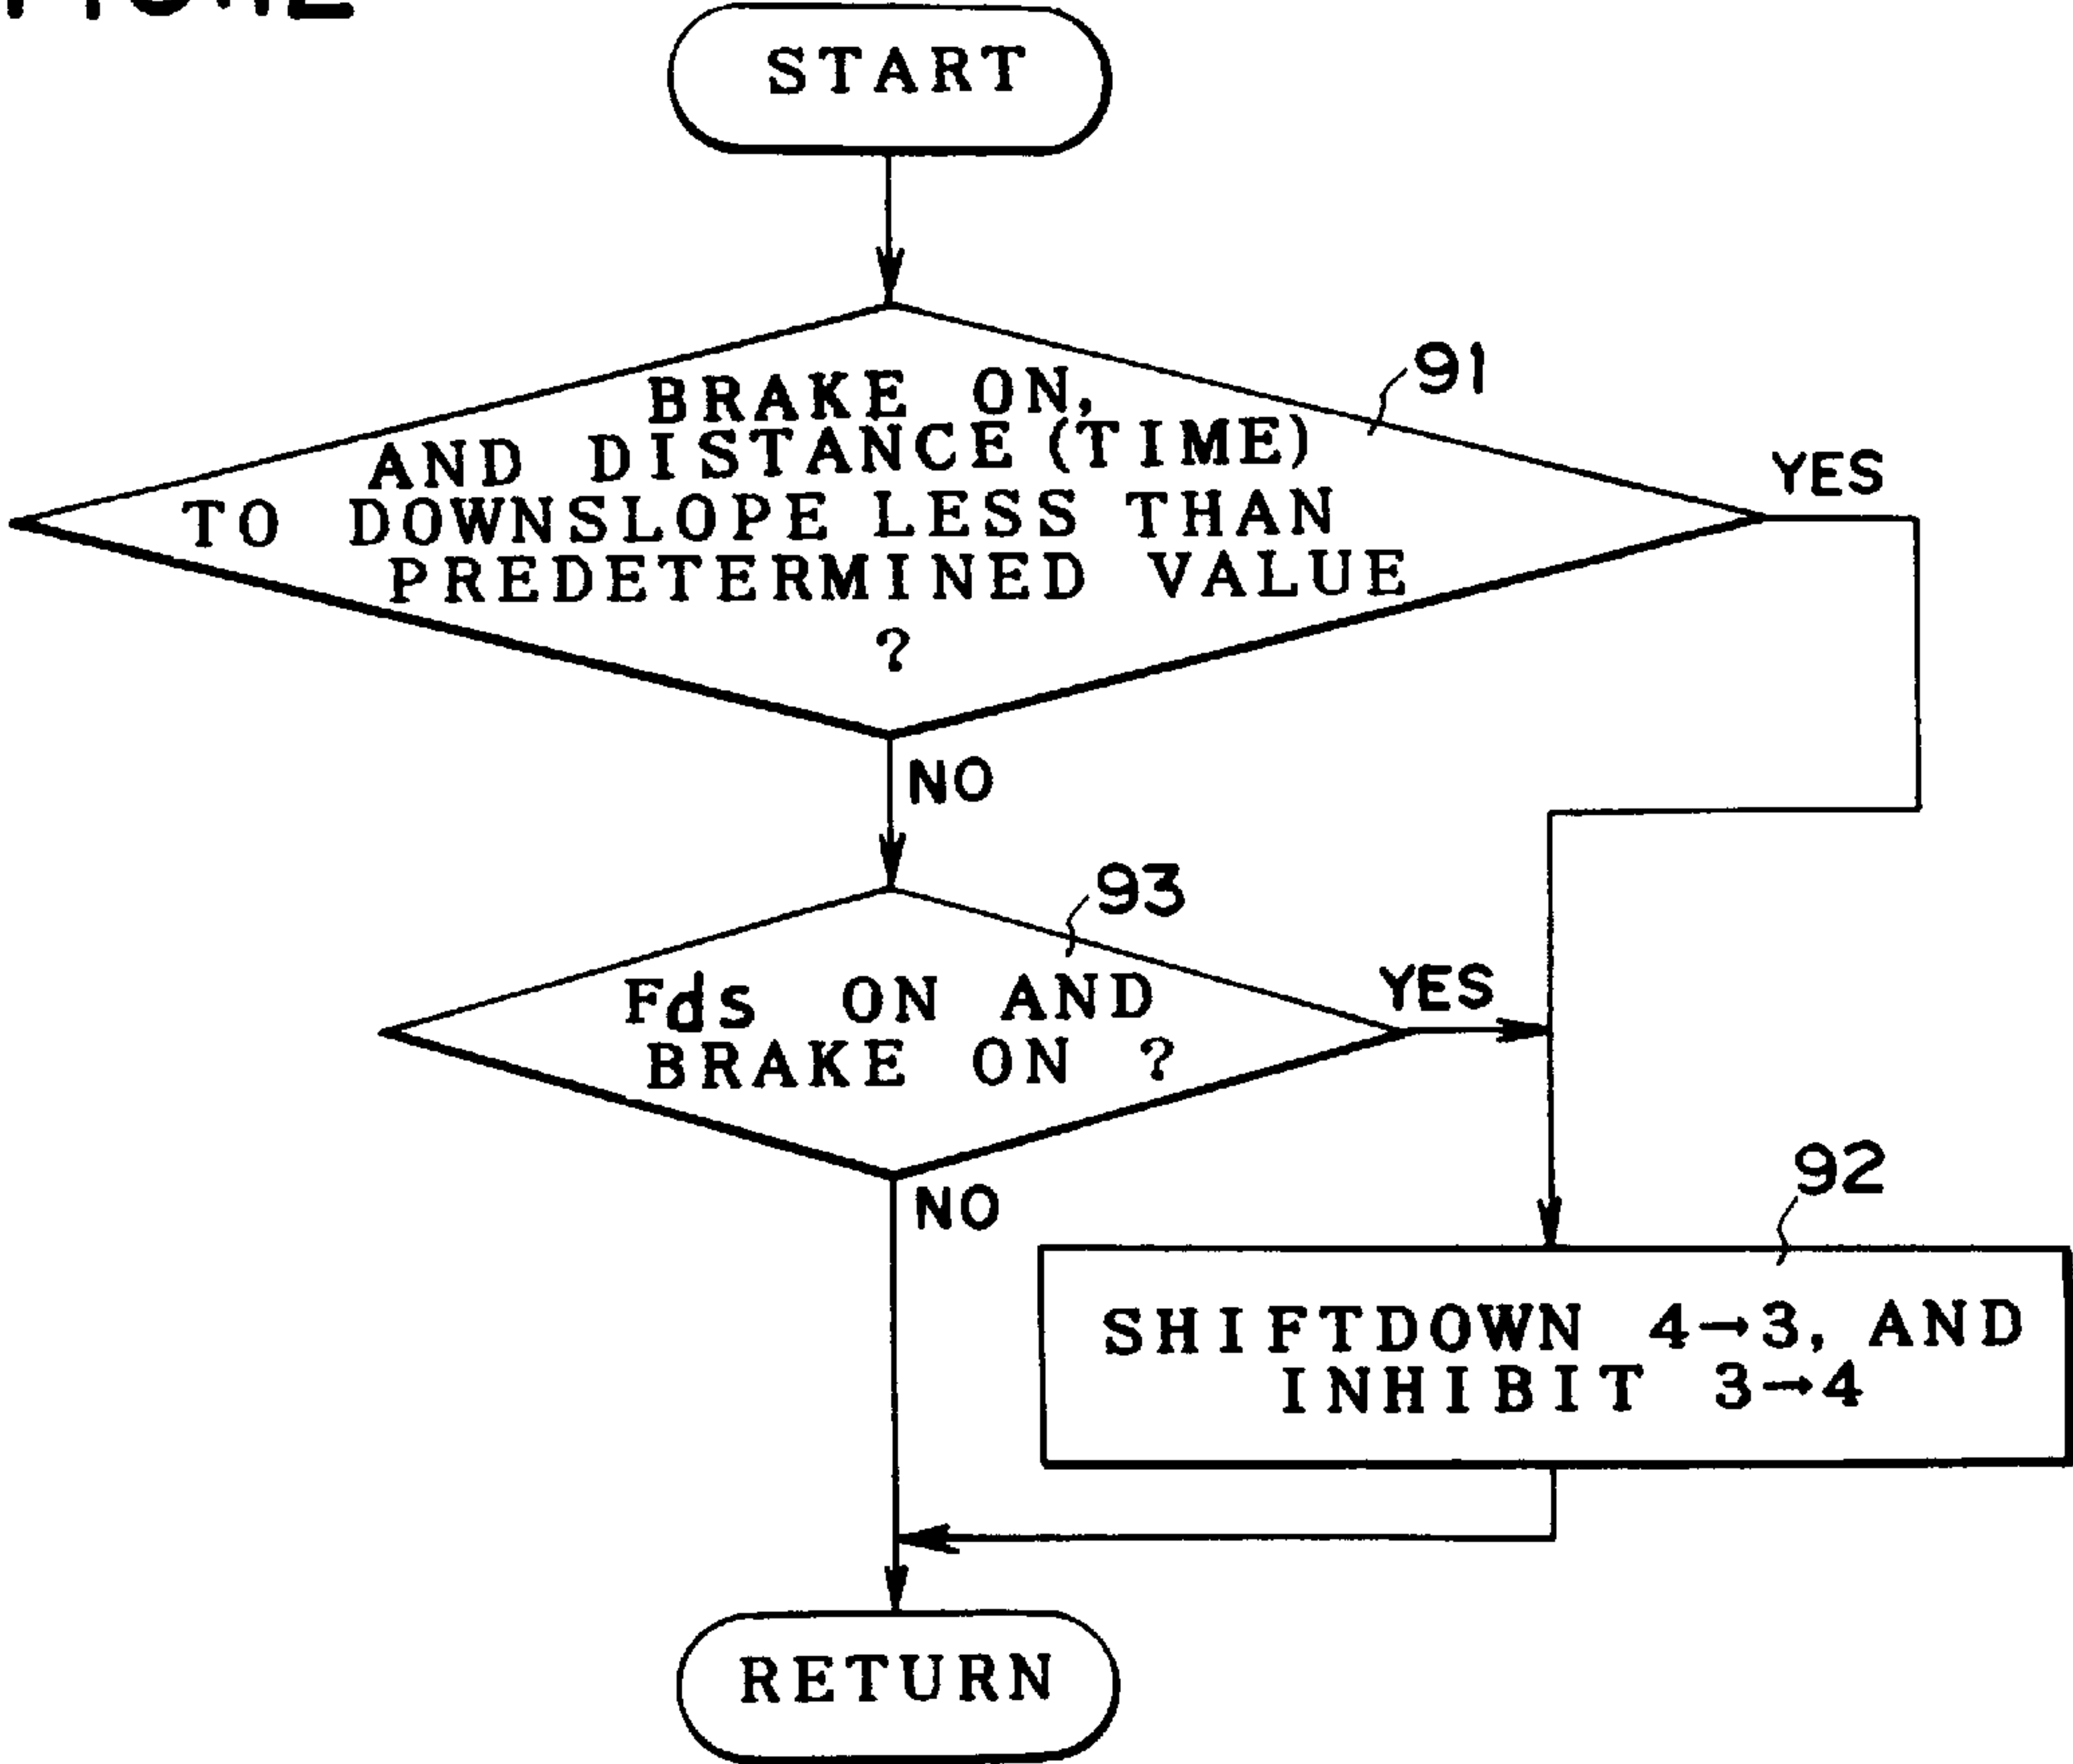 START
BRAKE ON,
AND DISTANCE (TIME)
TO DOWNSLOPE LESS THAN
PREDETERMINED VALUE
?
91
YES
NO
93
Fds ON AND
BRAKE ON ?
YES
NO
92
SHIFTDOWN 4→3, AND
INHIBIT 3→4
RETURN